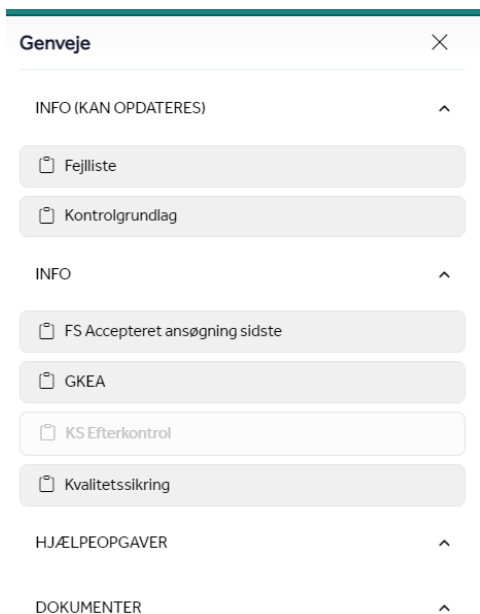 Genveje
INFO (KAN OPDATERES)
Fejlliste
Kontrolgrundlag
INFO
FS Accepteret ansøgning sidste
GKEA
KS Efterkontrol
Kvalitetssikring
HJÆLPEOPGAVER
DOKUMENTER